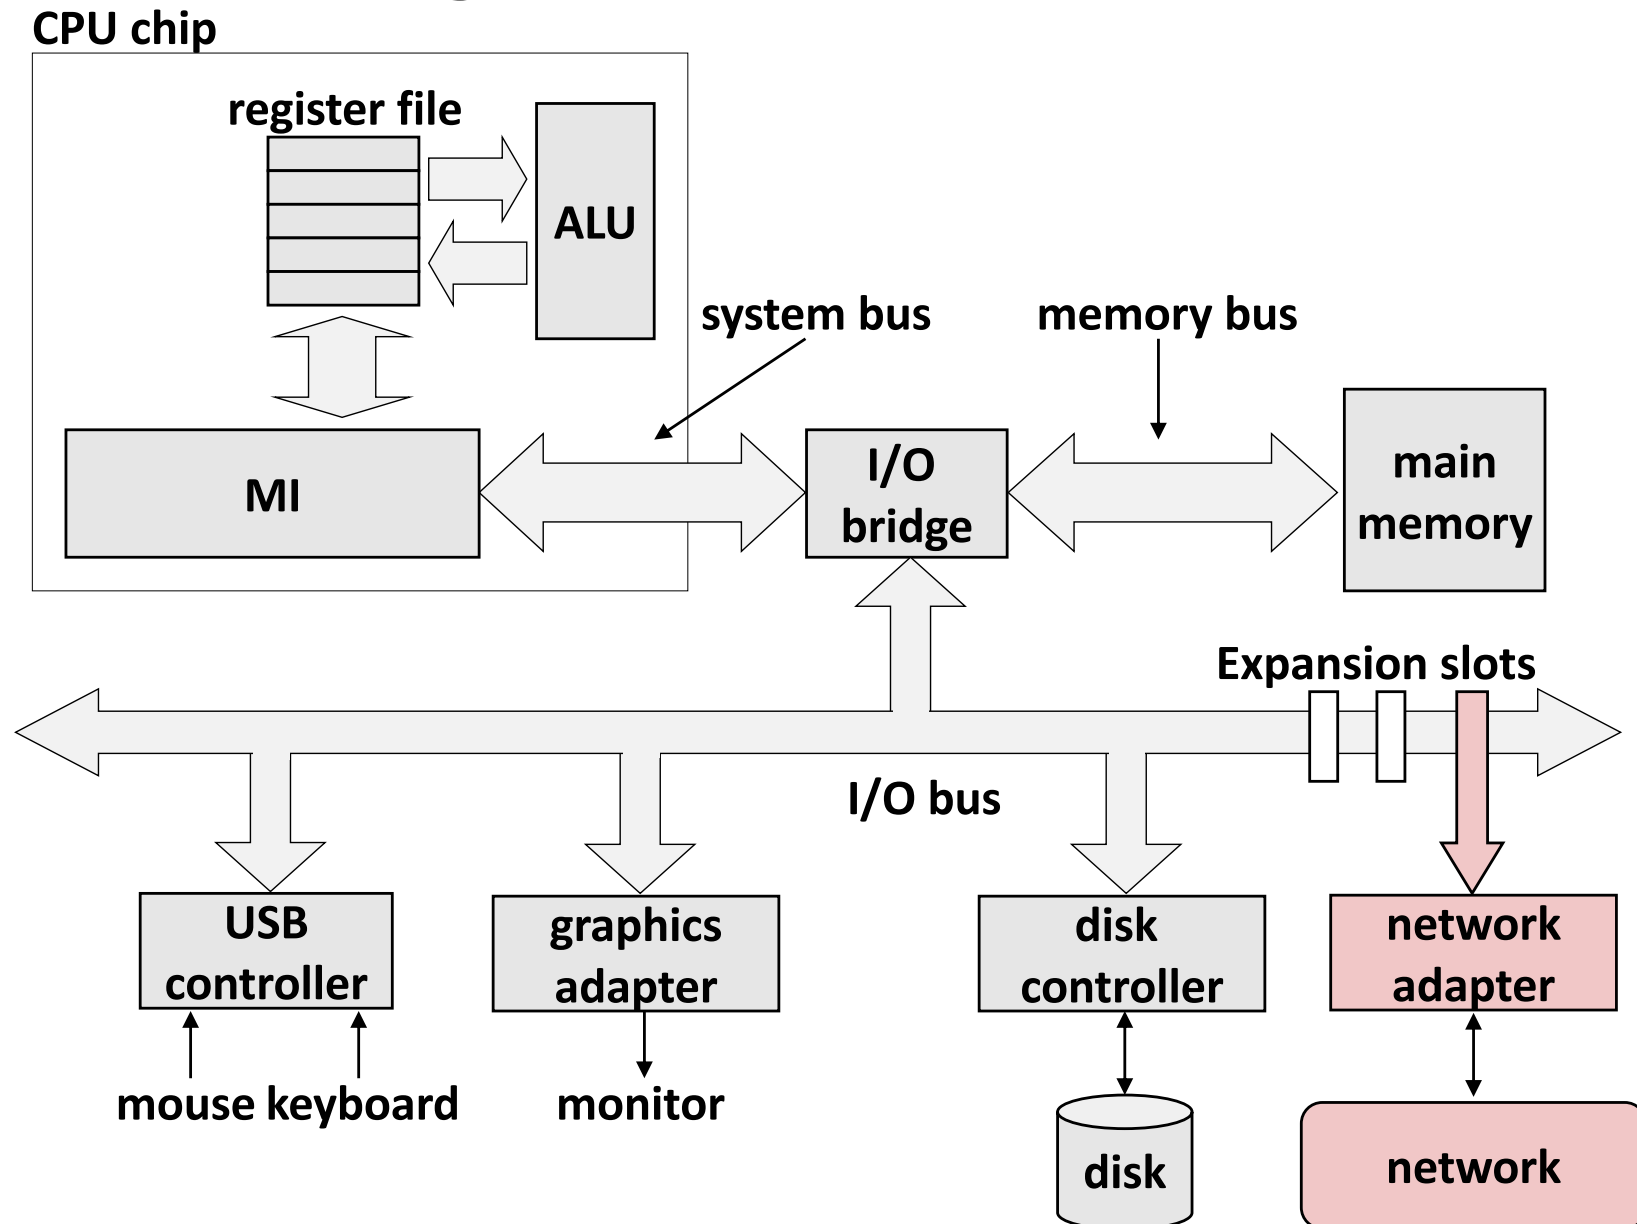 CPU chip
register file
ALU
system bus
memory bus
MI
I/O
bridge
main
memory
Expansion slots
I/O bus
USB
controller
graphics
adapter
disk
controller
network
adapter
mouse keyboard
monitor
disk
network